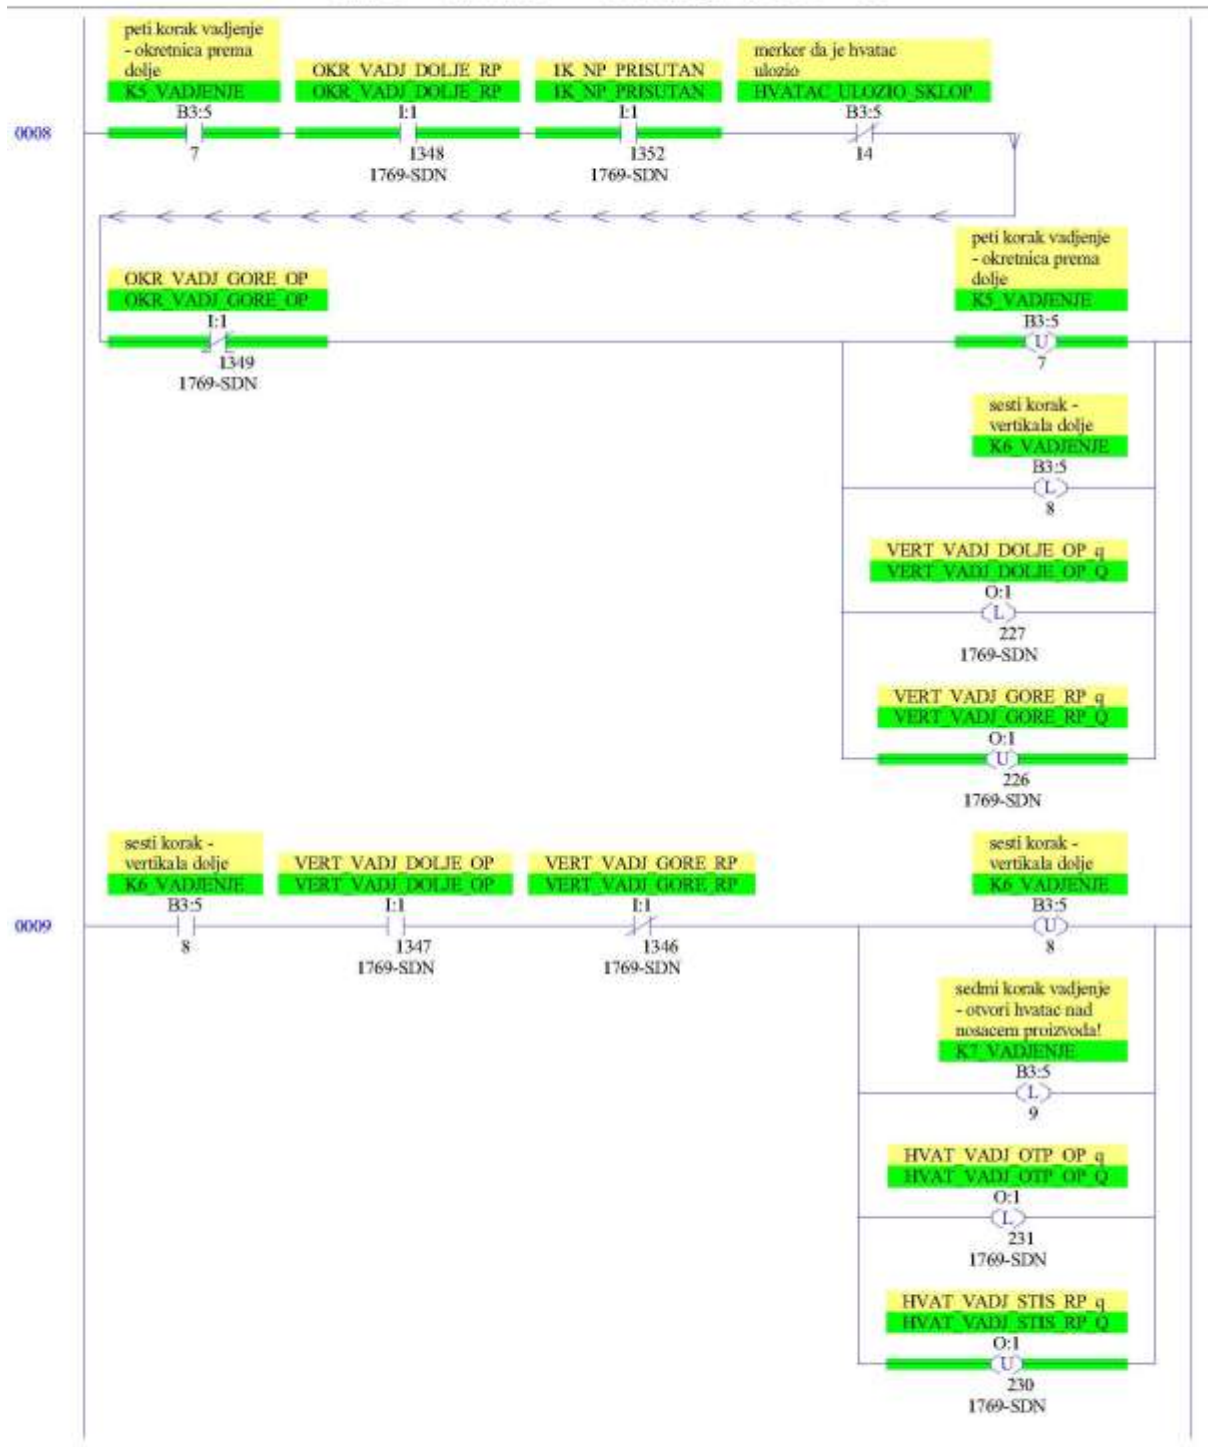 peti korak vadjenje
- okretnica prema
dolje
K5_VADJENJE
B3:5
7
OKR_VADJ_DOLJE_RP
OKR_VADJ_DOLJE_RP
I:1
1348
1769-SDN
1K_NP_PRISUTAN
1K_NP_PRISUTAN
I:1
1352
1769-SDN
merker da je hvatac
ulozio
HVATAC_ULOZIO_SKLOP
B3:5
14
0008
OKR_VADJ_GORE_OP
OKR_VADJ_GORE_OP
I:1
1349
1769-SDN
peti korak vadjenje
- okretnica prema
dolje
K5_VADJENJE
B3:5
U
7
sesti korak -
vertikala dolje
K6_VADJENJE
B3:5
L
8
VERT_VADJ_DOLJE_OP_q
VERT_VADJ_DOLJE_OP_Q
O:1
L
227
1769-SDN
VERT_VADJ_GORE_RP_q
VERT_VADJ_GORE_RP_Q
O:1
U
226
1769-SDN
0009
sesti korak -
vertikala dolje
K6_VADJENJE
B3:5
8
VERT_VADJ_DOLJE_OP
VERT_VADJ_DOLJE_OP
I:1
1347
1769-SDN
VERT_VADJ_GORE_RP
VERT_VADJ_GORE_RP
I:1
1346
1769-SDN
sesti korak -
vertikala dolje
K6_VADJENJE
B3:5
U
8
sedmi korak vadjenje
- otvori hvatac nad
nosacem proizvoda!
K7_VADJENJE
B3:5
L
9
HVAT_VADJ_OTP_OP_q
HVAT_VADJ_OTP_OP_Q
O:1
L
231
1769-SDN
HVAT_VADJ_STIS_RP_q
HVAT_VADJ_STIS_RP_Q
O:1
U
230
1769-SDN